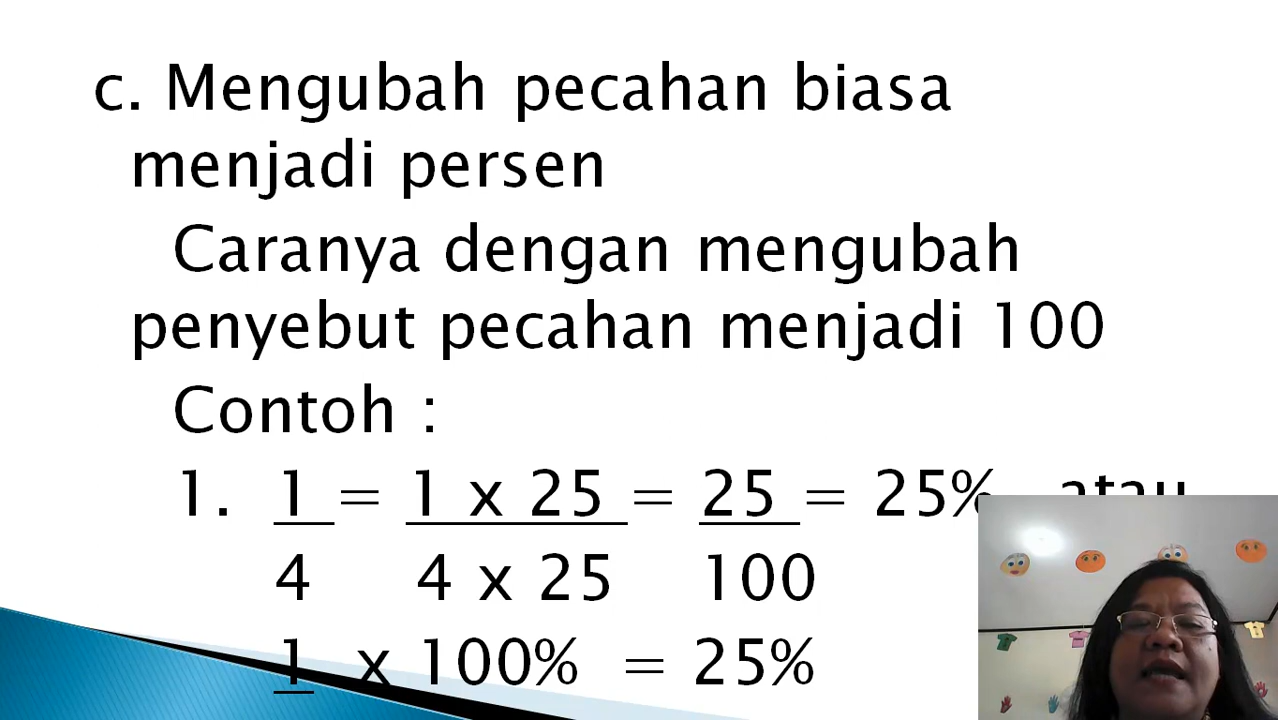 c. Mengubah pecahan biasa
menjadi persen
Caranya dengan mengubah
penyebut pecahan menjadi 100
Contoh :
1. 1 = 1 x 25 = 25 = 25% atau
4 4 x 25 100
1 x 100% = 25%